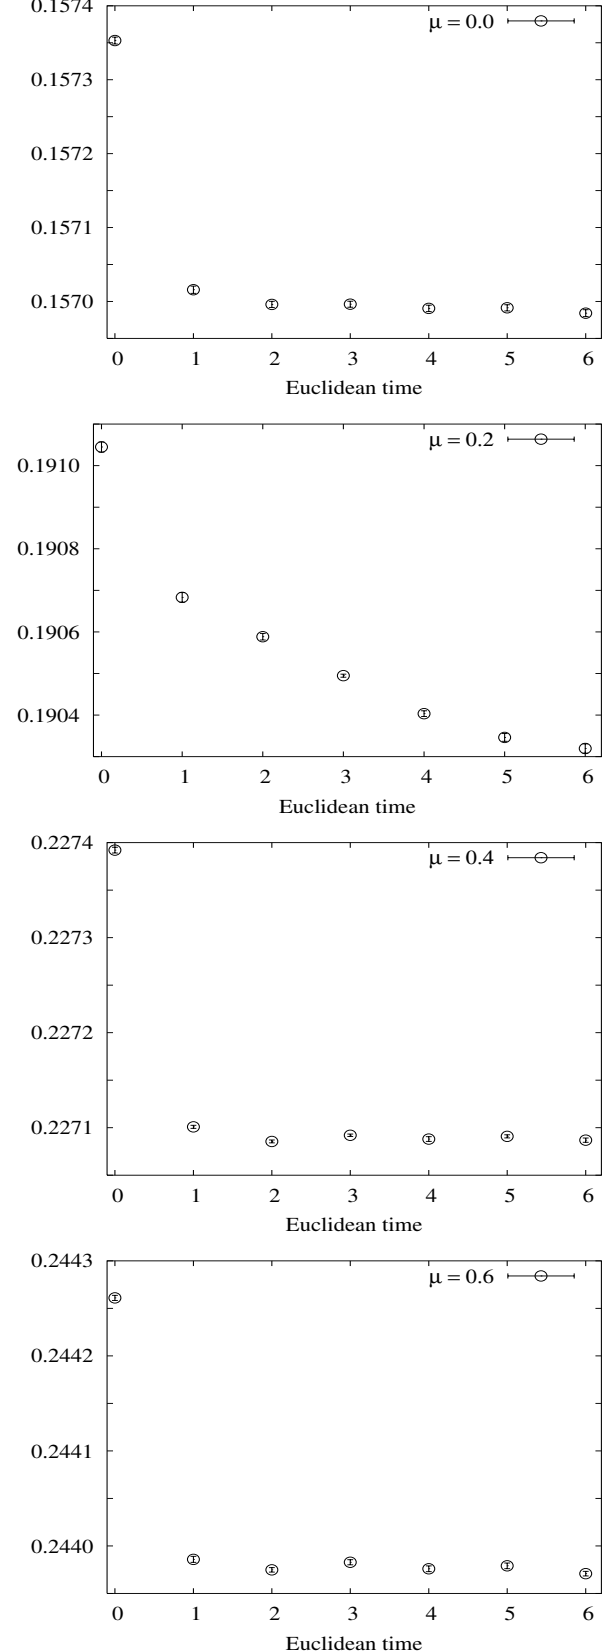 0.1574
μ = 0.0
0.1573
0.1572
0.1571
0.1570
0 1 2 3 4 5 6
Euclidean time
μ = 0.2
0.1910
0.1908
0.1906
0.1904
0 1 2 3 4 5 6
Euclidean time
0.2274
μ = 0.4
0.2273
0.2272
0.2271
0 1 2 3 4 5 6
Euclidean time
0.2443
μ = 0.6
0.2442
0.2441
0.2440
0 1 2 3 4 5 6
Euclidean time